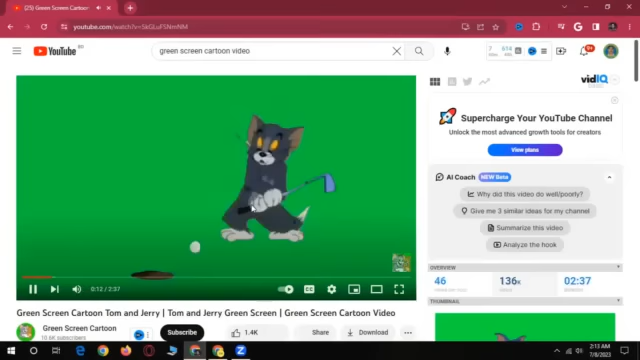 (25) Green Screen Cartoon
youtube.com/watch?v=5kGLuFSNmNM
YouTube
green screen cartoon video
9+
vidIQ
Supercharge Your YouTube Channel
Unlock the most advanced growth tools for creators
View plans
AI Coach NEW Beta
Why did this video do well/poorly?
Give me 3 similar ideas for my channel
Summarize this video
Analyze the hook
OVERVIEW
46
136K
02:37
THUMBNAIL
0:12 / 2:37
Green Screen Cartoon Tom and Jerry | Tom and Jerry Green Screen | Green Screen Cartoon Video
Green Screen Cartoon
Subscribe
1.4K
Share
Download
2:13 AM
7/8/2023